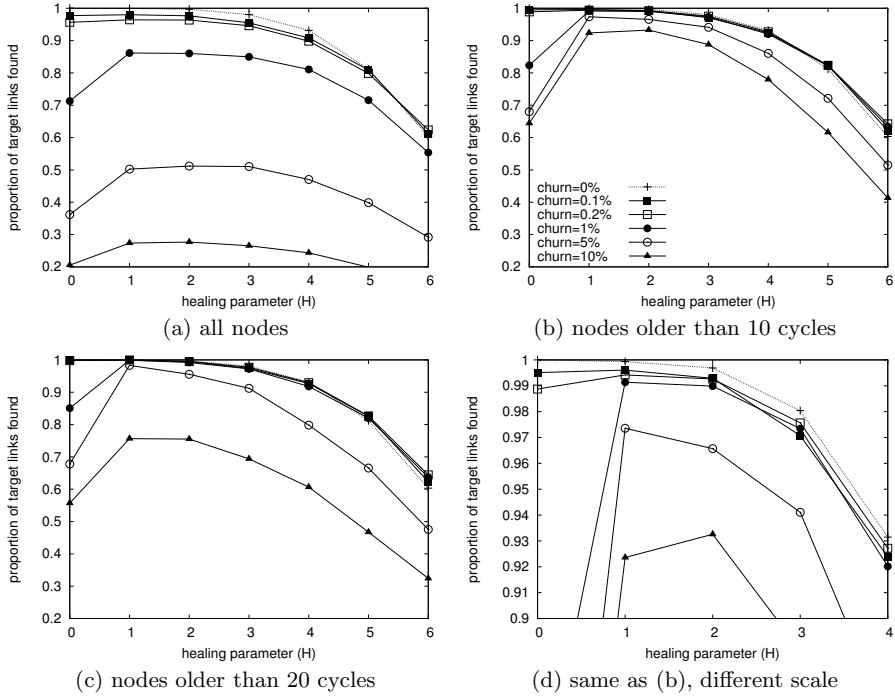 1
0.9
0.8
0.7
0.6
0.5
0.4
0.3
0.2
0 1 2 3 4 5 6
proportion of target links found
healing parameter (H)
(a) all nodes
1
0.9
0.8
0.7
0.6
0.5
0.4
0.3
0.2
0 1 2 3 4 5 6
proportion of target links found
churn=0%
churn=0.1%
churn=0.2%
churn=1%
churn=5%
churn=10%
healing parameter (H)
(b) nodes older than 10 cycles
1
0.9
0.8
0.7
0.6
0.5
0.4
0.3
0.2
0 1 2 3 4 5 6
proportion of target links found
healing parameter (H)
(c) nodes older than 20 cycles
1
0.99
0.98
0.97
0.96
0.95
0.94
0.93
0.92
0.9
0 1 2 3 4
proportion of target links found
healing parameter (H)
(d) same as (b), different scale